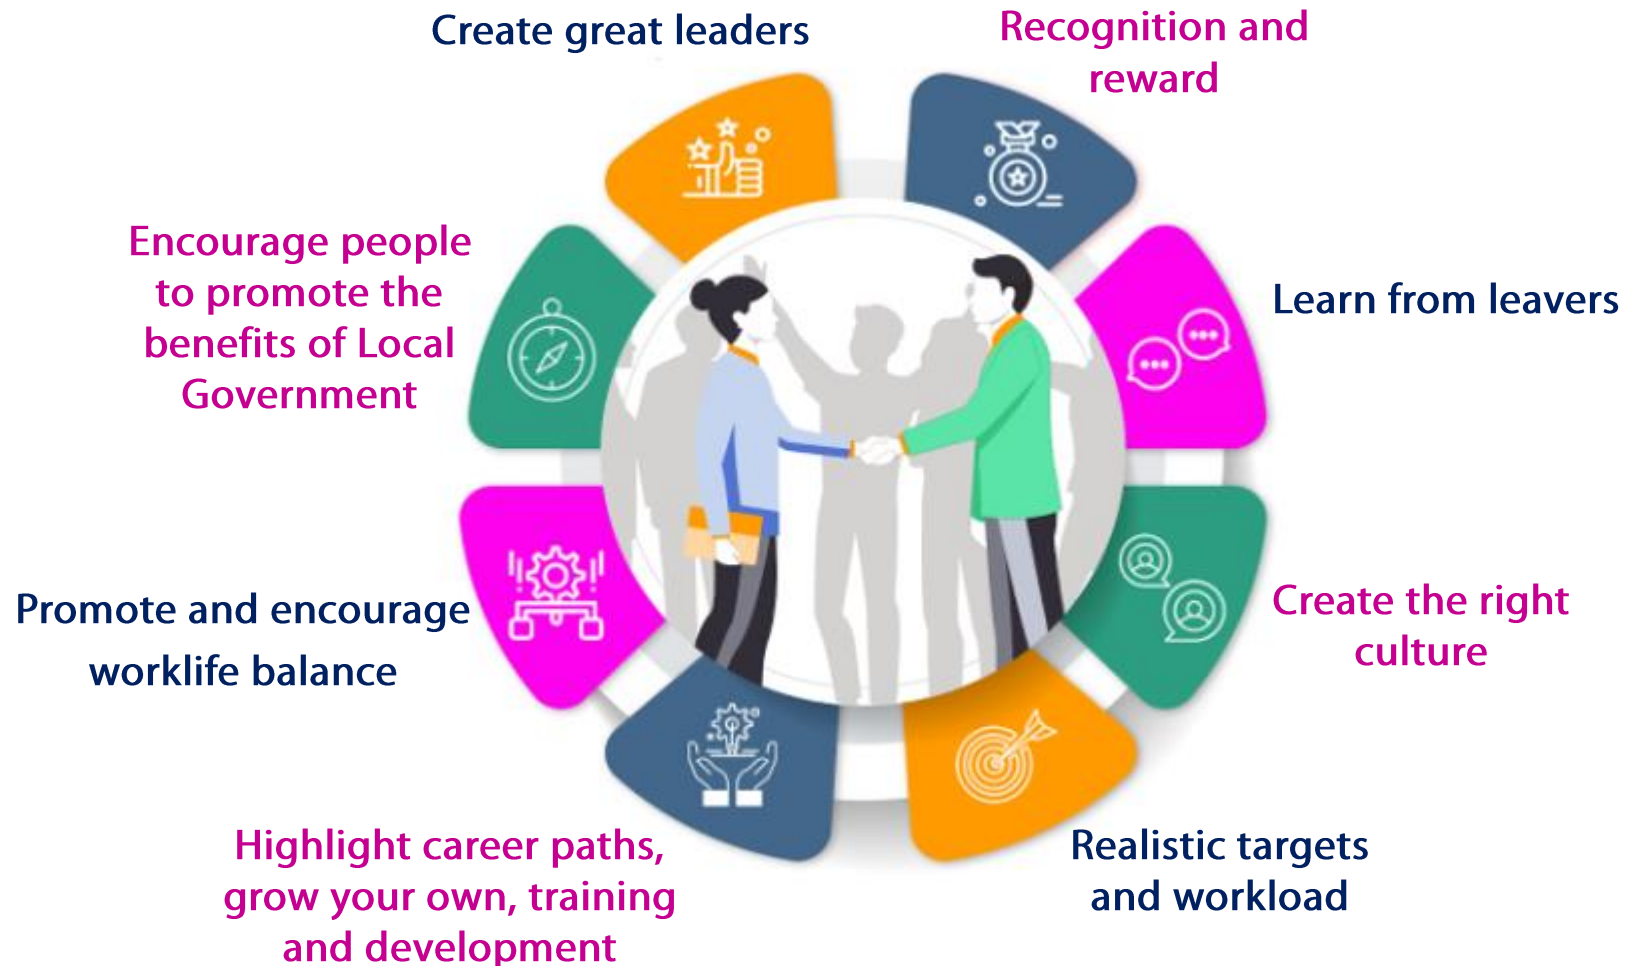 Create great leaders
Recognition and
reward
Learn from leavers
Create the right
culture
Realistic targets
and workload
Highlight career paths,
grow your own, training
and development
Promote and encourage
worklife balance
Encourage people
to promote the
benefits of Local
Government